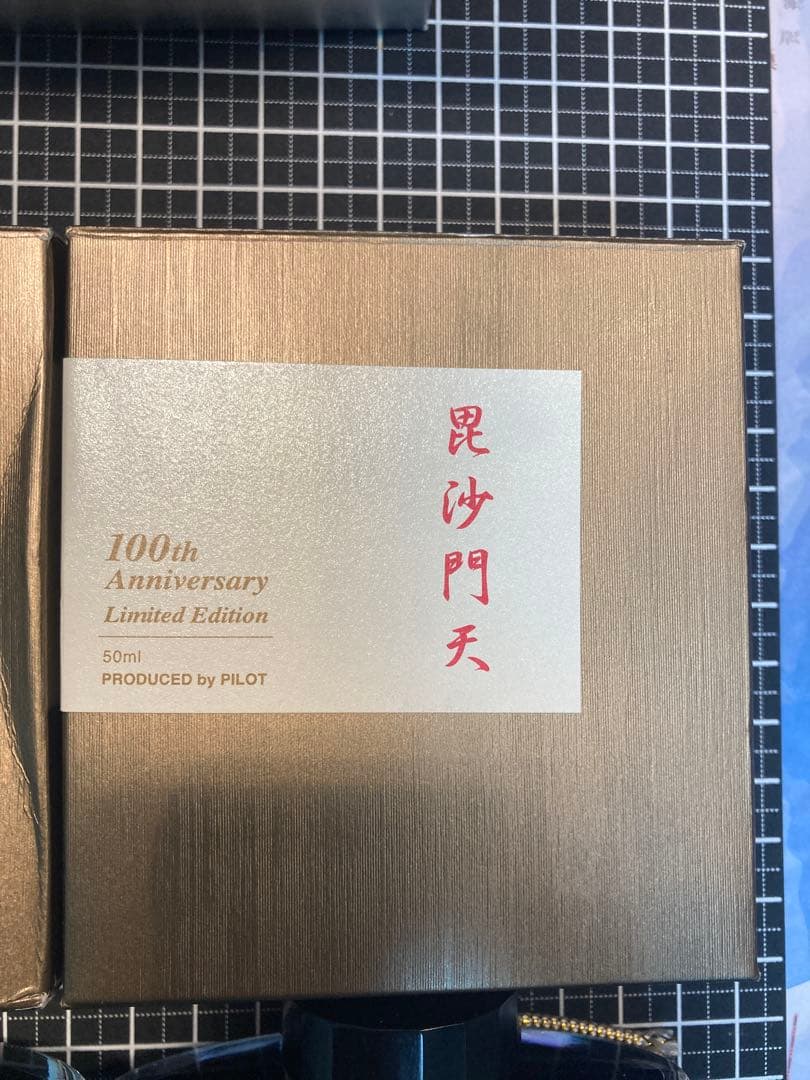 毘沙門天
100th
Anniversary
Limited Edition
50ml
PRODUCED by PILOT